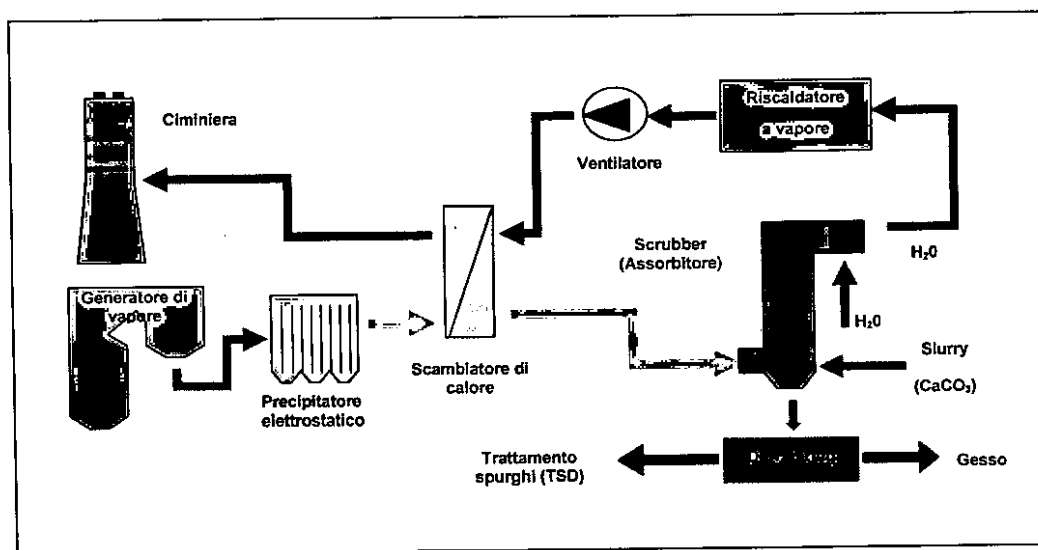 Ciminiera
Riscaldatore
a vapore
Ventilatore
Scrubber
(Assorbitore)
H₂0
H₂0
Generatore di
vapore
Precipitatore
elettrostatico
Scambiatore di
calore
Slurry
(CaCO₃)
Trattamento
spurghi (TSD)
Gesso